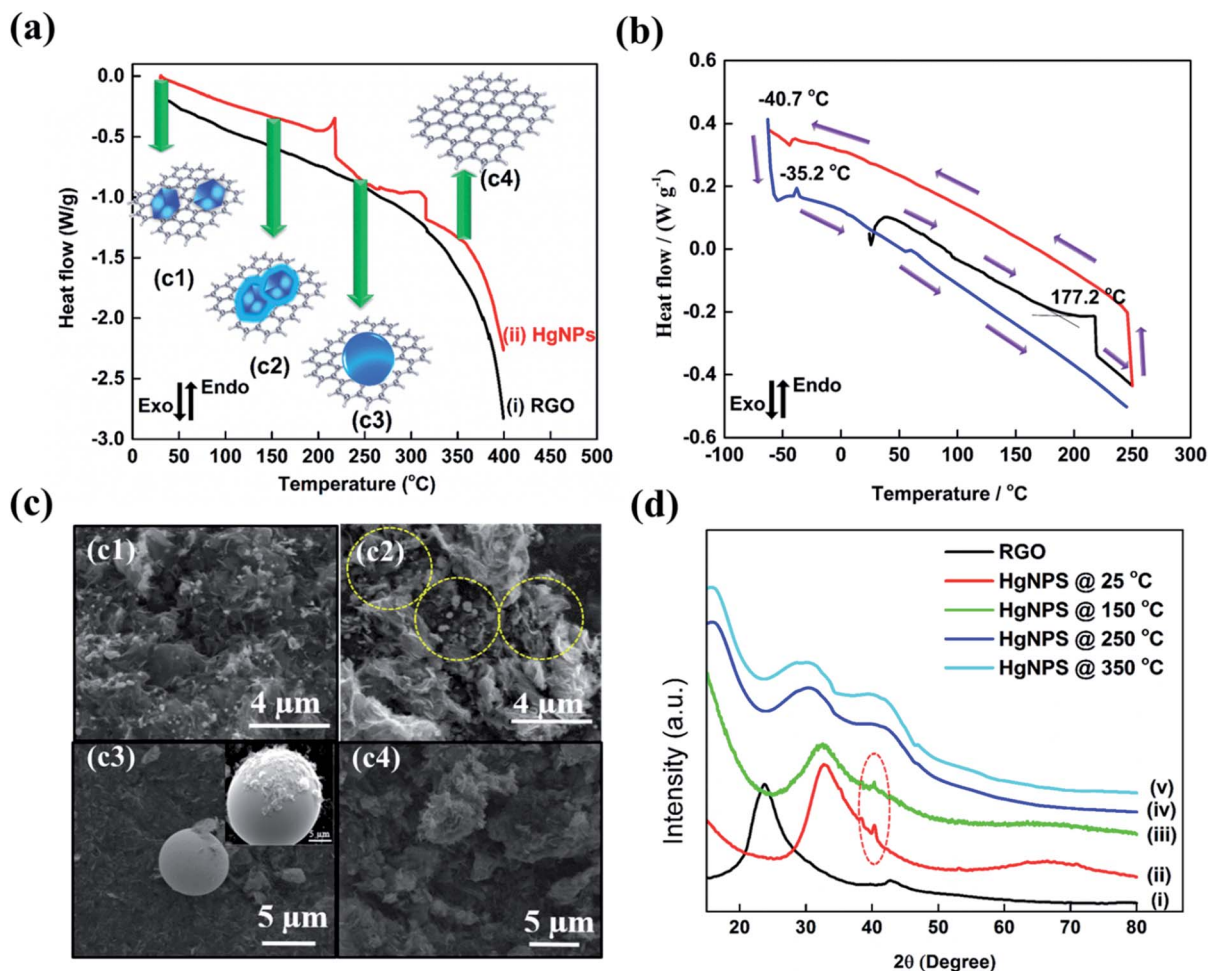 (a)
0.0
-0.5
-1.0
-1.5
-2.0
-2.5
-3.0
Heat flow (W/g)
(c1)
(c2)
(c3)
(c4)
(ii) HgNPs
(i) RGO
Exo
Endo
0 50 100 150 200 250 300 350 400 450 500
Temperature (°C)
(b)
0.6
0.4
0.2
0.0
-0.2
-0.4
-0.6
Heat flow / (W g-1)
-40.7 °C
-35.2 °C
177.2 °C
Exo
Endo
-100 -50 0 50 100 150 200 250 300
Temperature / °C
(c)
(c1)
4 μm
(c2)
4 μm
(c3)
5 μm
5 μm
(c4)
5 μm
(d)
RGO
HgNPS @ 25 °C
HgNPS @ 150 °C
HgNPS @ 250 °C
HgNPS @ 350 °C
Intensity (a.u.)
(v)
(iv)
(iii)
(ii)
(i)
20 30 40 50 60 70 80
2θ (Degree)